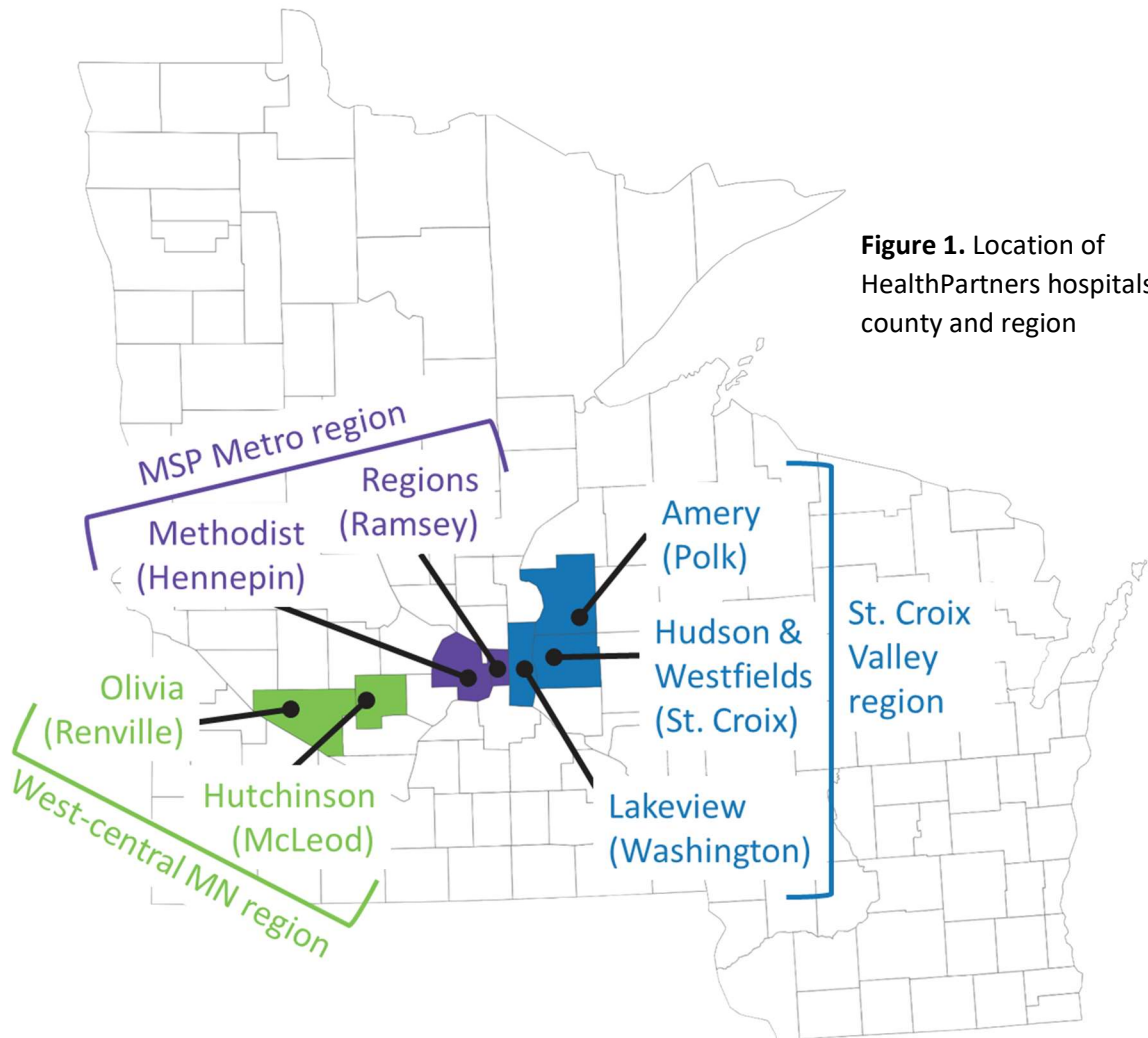 Figure 1. Location of
HealthPartners hospitals
county and region
MSP Metro region
Regions
(Ramsey)
Methodist
(Hennepin)
Amery
(Polk)
Hudson &
Westfields
(St. Croix)
St. Croix
Valley
region
Olivia
(Renville)
Hutchinson
(McLeod)
Lakeview
(Washington)
West-central MN region